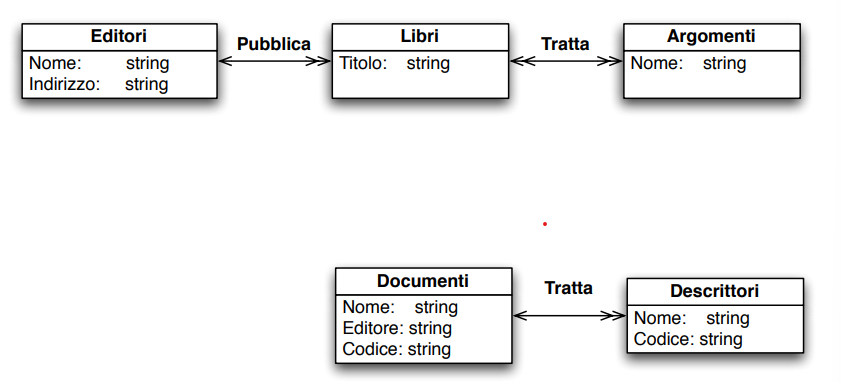 Editori
Pubblica
Libri
Tratta
Argomenti
Nome: string
Indirizzo: string
Titolo: string
Nome: string
Documenti
Tratta
Descrittori
Nome: string
Editore: string
Codice: string
Nome: string
Codice: string